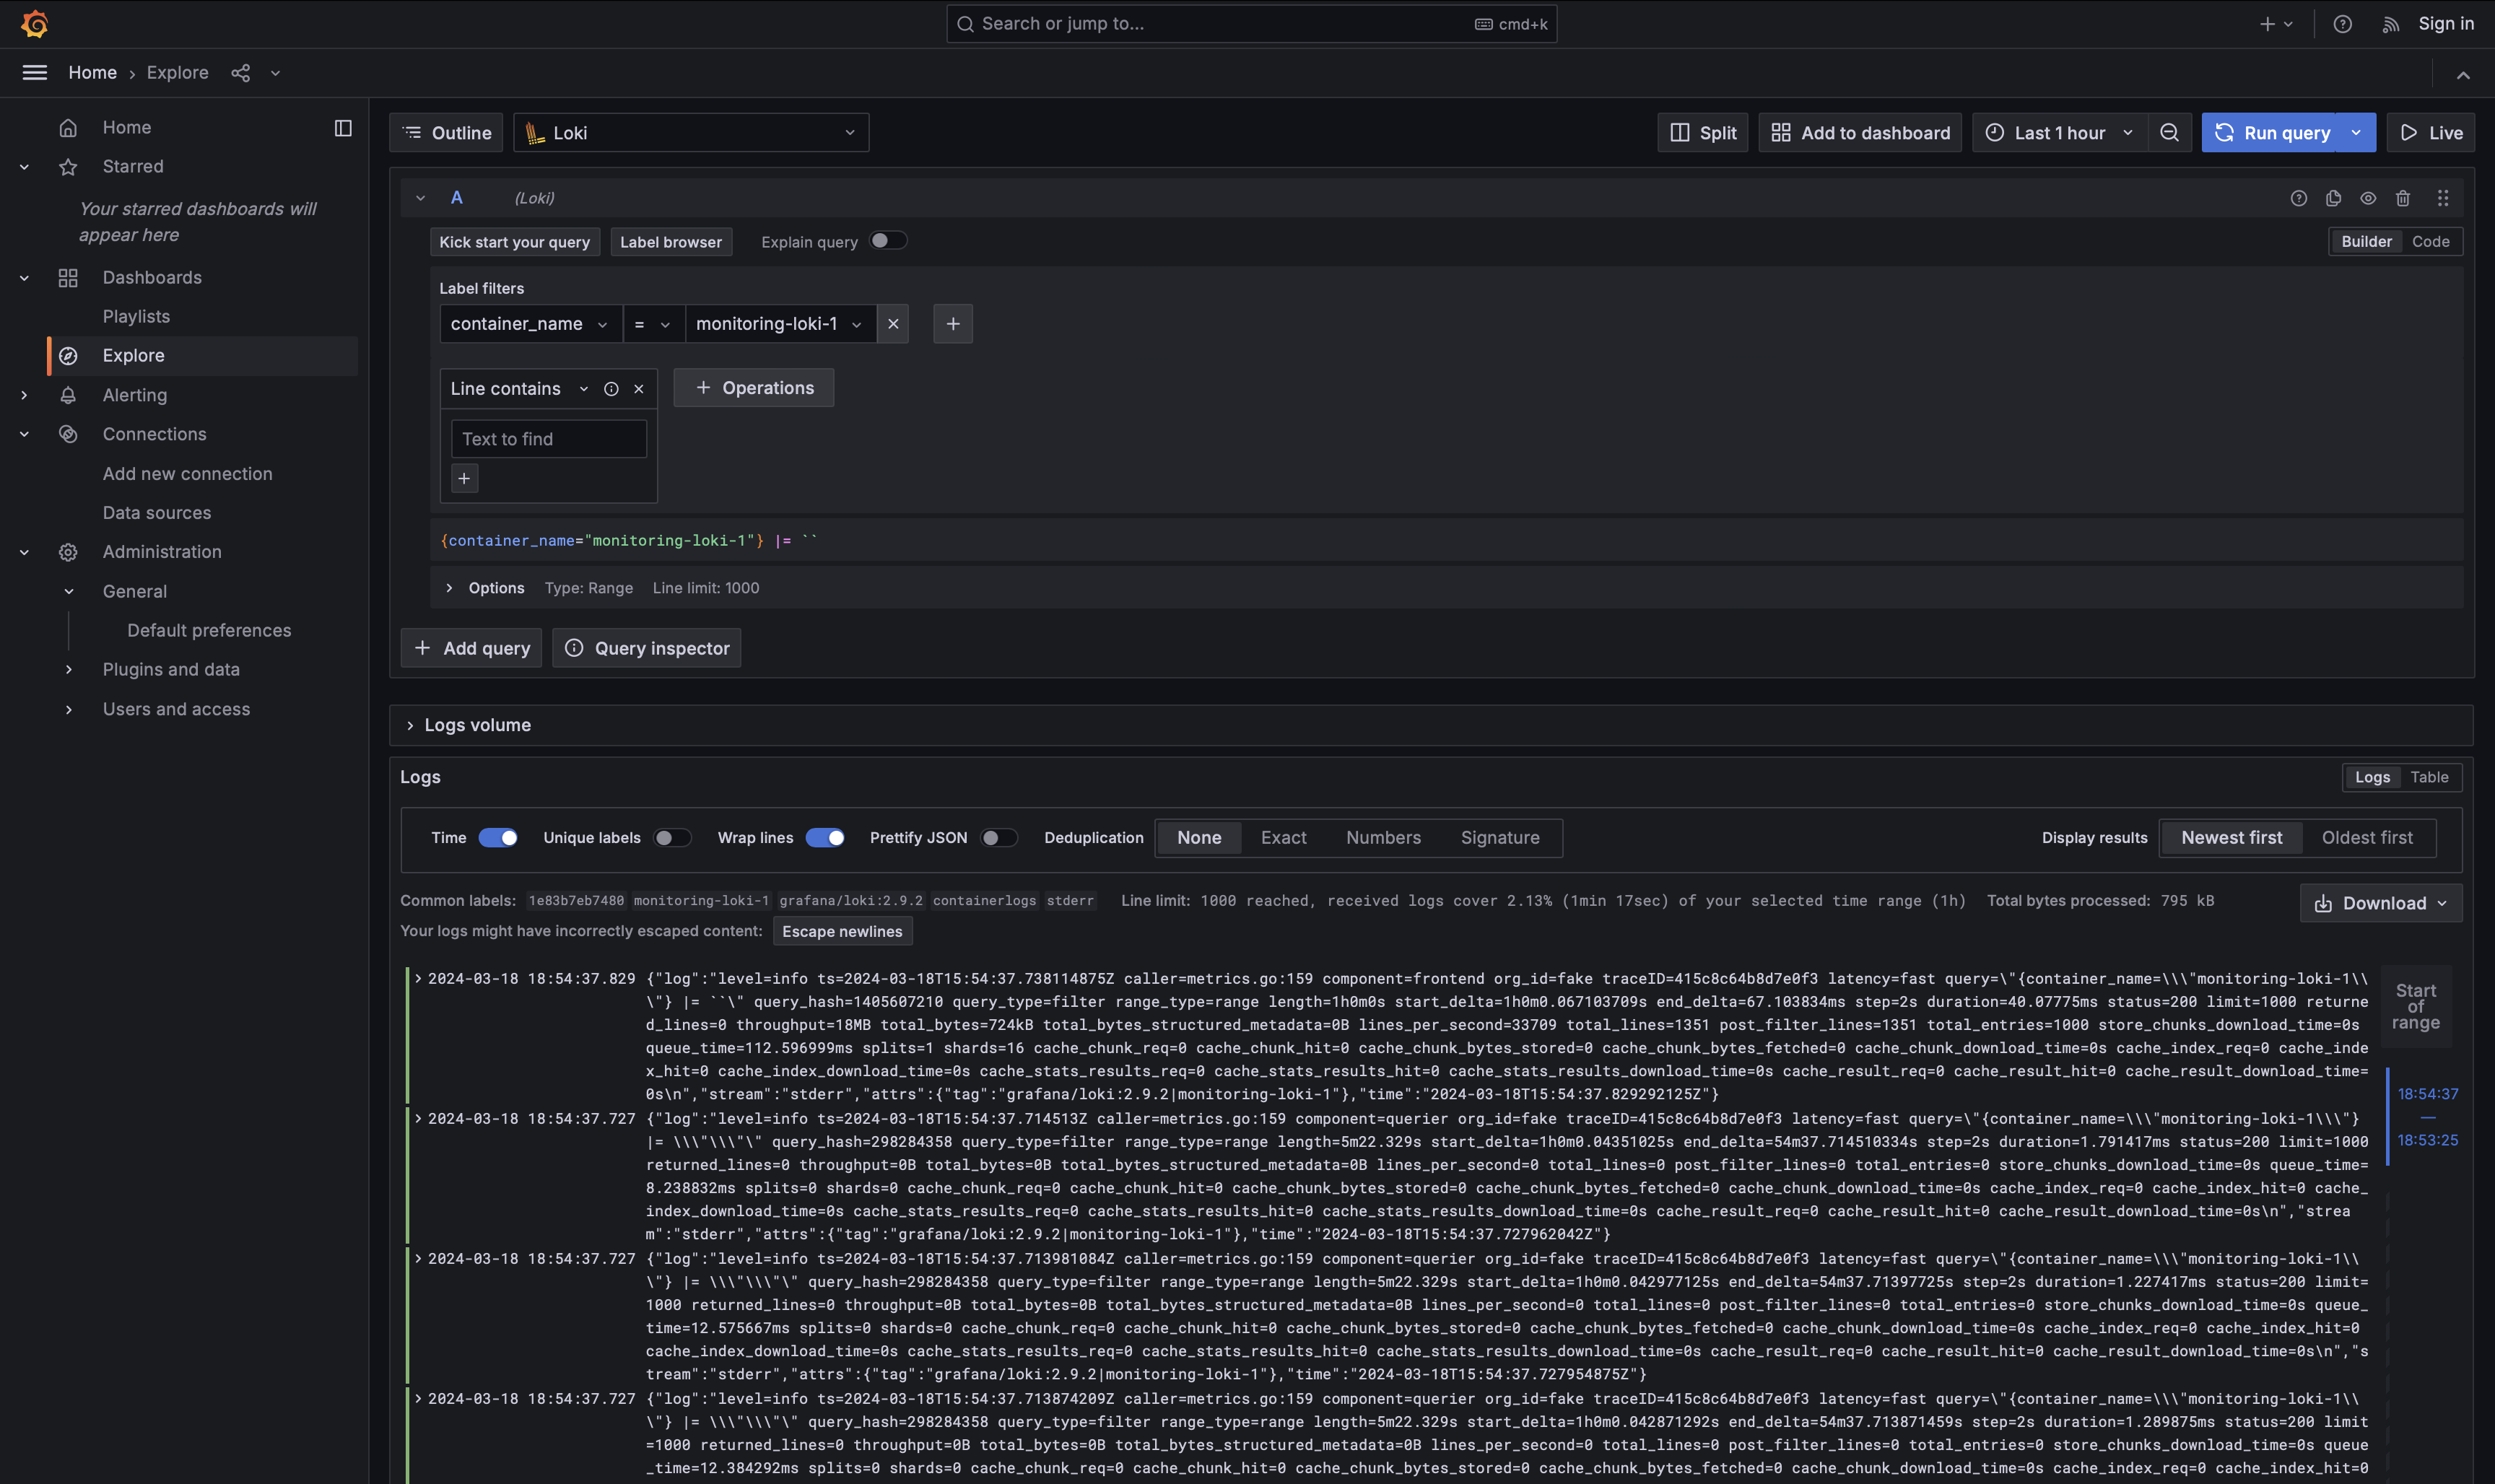 Search or jump to...
cmd+k
Sign in
Home › Explore
Home
Starred
Your starred dashboards will
appear here
Dashboards
Playlists
Explore
Alerting
Connections
Add new connection
Data sources
Administration
General
Default preferences
Plugins and data
Users and access
Outline
Loki
Split
Add to dashboard
Last 1 hour
Run query
Live
A (Loki)
Kick start your query
Label browser
Explain query
Builder
Code
Label filters
container_name
=
monitoring-loki-1
Line contains
+ Operations
Text to find
{container_name="monitoring-loki-1"} |= ``
Options Type: Range Line limit: 1000
+ Add query
Query inspector
Logs volume
Logs
Logs
Table
Time
Unique labels
Wrap lines
Prettify JSON
Deduplication
None
Exact
Numbers
Signature
Display results
Newest first
Oldest first
Common labels: 1e83b7eb7480 monitoring-loki-1 grafana/loki:2.9.2 containerlogs stderr Line limit: 1000 reached, received logs cover 2.13% (1min 17sec) of your selected time range (1h) Total bytes processed: 795 kB
Download
Your logs might have incorrectly escaped content: Escape newlines
2024-03-18 18:54:37.829 {"log":"level=info ts=2024-03-18T15:54:37.738114875Z caller=metrics.go:159 component=frontend org_id=fake traceID=415c8c64b8d7e0f3 latency=fast query=\"{container_name=\\\"monitoring-loki-1\\
\"} |= ``\" query_hash=1405607210 query_type=filter range_type=range length=1h0m0s start_delta=1h0m0.067103709s end_delta=67.103834ms step=2s duration=40.07775ms status=200 limit=1000 returne
d_lines=0 throughput=18MB total_bytes=724kB total_bytes_structured_metadata=0B lines_per_second=33709 total_lines=1351 post_filter_lines=1351 total_entries=1000 store_chunks_download_time=0s
queue_time=112.596999ms splits=1 shards=16 cache_chunk_req=0 cache_chunk_hit=0 cache_chunk_bytes_stored=0 cache_chunk_bytes_fetched=0 cache_chunk_download_time=0s cache_index_req=0 cache_inde
x_hit=0 cache_index_download_time=0s cache_stats_results_req=0 cache_stats_results_hit=0 cache_stats_results_download_time=0s cache_result_req=0 cache_result_hit=0 cache_result_download_time=
0s\n","stream":"stderr","attrs":{"tag":"grafana/loki:2.9.2|monitoring-loki-1"},"time":"2024-03-18T15:54:37.829292125Z"}
2024-03-18 18:54:37.727 {"log":"level=info ts=2024-03-18T15:54:37.714513Z caller=metrics.go:159 component=querier org_id=fake traceID=415c8c64b8d7e0f3 latency=fast query=\"{container_name=\\\"monitoring-loki-1\\\"}
|= \\\"\\\"\" query_hash=298284358 query_type=filter range_type=range length=5m22.329s start_delta=1h0m0.04351025s end_delta=54m37.714510334s step=2s duration=1.791417ms status=200 limit=1000
returned_lines=0 throughput=0B total_bytes=0B total_bytes_structured_metadata=0B lines_per_second=0 total_lines=0 post_filter_lines=0 total_entries=0 store_chunks_download_time=0s queue_time=
8.238832ms splits=0 shards=0 cache_chunk_req=0 cache_chunk_hit=0 cache_chunk_bytes_stored=0 cache_chunk_bytes_fetched=0 cache_chunk_download_time=0s cache_index_req=0 cache_index_hit=0 cache_
index_download_time=0s cache_stats_results_req=0 cache_stats_results_hit=0 cache_stats_results_download_time=0s cache_result_req=0 cache_result_hit=0 cache_result_download_time=0s\n","strea
m":"stderr","attrs":{"tag":"grafana/loki:2.9.2|monitoring-loki-1"},"time":"2024-03-18T15:54:37.727962042Z"}
2024-03-18 18:54:37.727 {"log":"level=info ts=2024-03-18T15:54:37.713981084Z caller=metrics.go:159 component=querier org_id=fake traceID=415c8c64b8d7e0f3 latency=fast query=\"{container_name=\\\"monitoring-loki-1\\
\"} |= \\\"\\\"\" query_hash=298284358 query_type=filter range_type=range length=5m22.329s start_delta=1h0m0.042977125s end_delta=54m37.71397725s step=2s duration=1.227417ms status=200 limit=
1000 returned_lines=0 throughput=0B total_bytes=0B total_bytes_structured_metadata=0B lines_per_second=0 total_lines=0 post_filter_lines=0 total_entries=0 store_chunks_download_time=0s queue_
time=12.575667ms splits=0 shards=0 cache_chunk_req=0 cache_chunk_hit=0 cache_chunk_bytes_stored=0 cache_chunk_bytes_fetched=0 cache_chunk_download_time=0s cache_index_req=0 cache_index_hit=0
cache_index_download_time=0s cache_stats_results_req=0 cache_stats_results_hit=0 cache_stats_results_download_time=0s cache_result_req=0 cache_result_hit=0 cache_result_download_time=0s\n","s
tream":"stderr","attrs":{"tag":"grafana/loki:2.9.2|monitoring-loki-1"},"time":"2024-03-18T15:54:37.727954875Z"}
2024-03-18 18:54:37.727 {"log":"level=info ts=2024-03-18T15:54:37.713874209Z caller=metrics.go:159 component=querier org_id=fake traceID=415c8c64b8d7e0f3 latency=fast query=\"{container_name=\\\"monitoring-loki-1\\
\"} |= \\\"\\\"\" query_hash=298284358 query_type=filter range_type=range length=5m22.329s start_delta=1h0m0.042871292s end_delta=54m37.713871459s step=2s duration=1.289875ms status=200 limit
=1000 returned_lines=0 throughput=0B total_bytes=0B total_bytes_structured_metadata=0B lines_per_second=0 total_lines=0 post_filter_lines=0 total_entries=0 store_chunks_download_time=0s queue
_time=12.384292ms splits=0 shards=0 cache_chunk_req=0 cache_chunk_hit=0 cache_chunk_bytes_stored=0 cache_chunk_bytes_fetched=0 cache_chunk_download_time=0s cache_index_req=0 cache_index_hit=0
Start
of
range
18:54:37
—
18:53:25